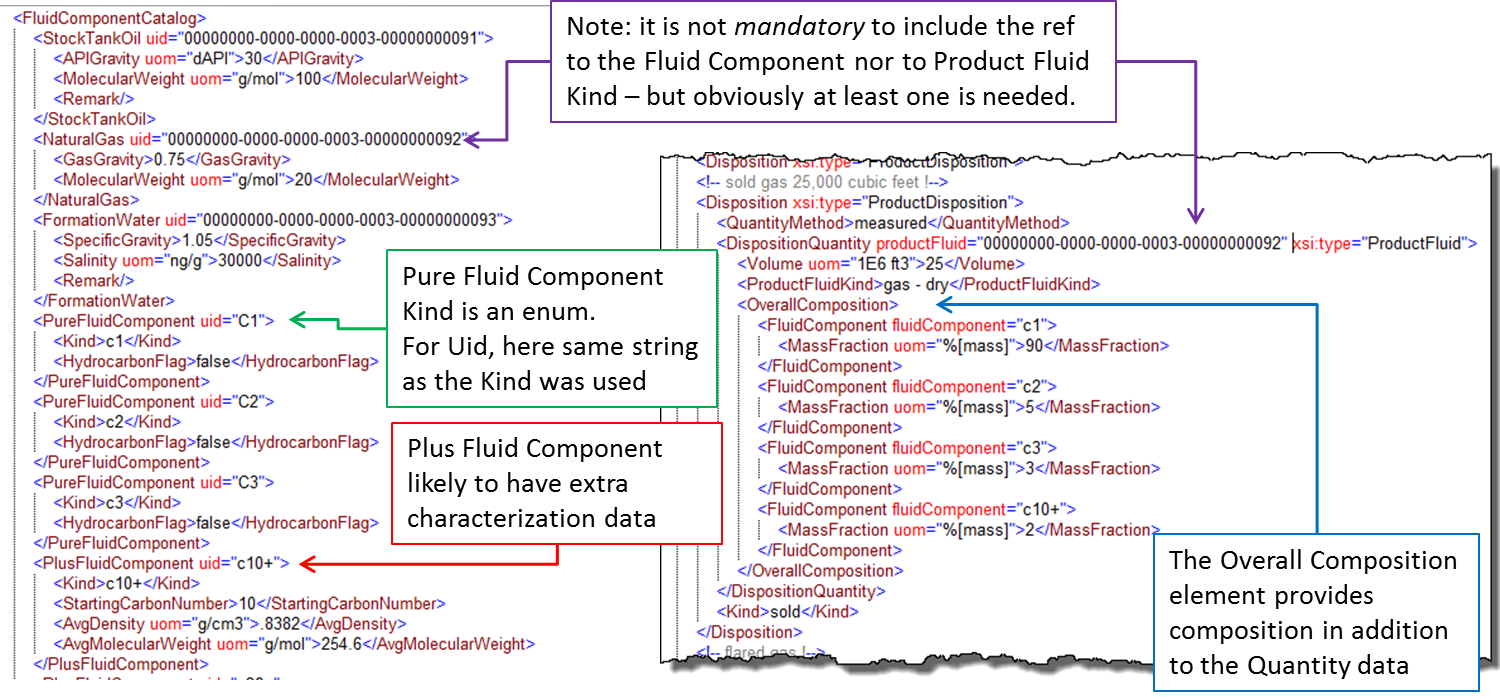 <FluidComponentCatalog>
<StockTankOil uid="00000000-0000-0000-0003-00000000091">
<APIGravity uom="dAPI">30</APIGravity>
<MolecularWeight uom="g/mol">100</MolecularWeight>
<Remark/>
</StockTankOil>
<NaturalGas uid="00000000-0000-0000-0003-00000000092"
<GasGravity>0.75</GasGravity>
<MolecularWeight uom="g/mol">20</MolecularWeight>
</NaturalGas>
<FormationWater uid="00000000-0000-0000-0003-00000000093">
<SpecificGravity>1.05</SpecificGravity>
<Salinity uom="ng/g">30000</Salinity>
<Remark/>
</FormationWater>
<PureFluidComponent uid="C1">
<Kind>c1</Kind>
<HydrocarbonFlag>false</HydrocarbonFlag>
</PureFluidComponent>
<PureFluidComponent uid="C2">
<Kind>c2</Kind>
<HydrocarbonFlag>false</HydrocarbonFlag>
</PureFluidComponent>
<PureFluidComponent uid="C3">
<Kind>c3</Kind>
<HydrocarbonFlag>false</HydrocarbonFlag>
</PureFluidComponent>
<PlusFluidComponent uid="c10+">
<Kind>c10+</Kind>
<StartingCarbonNumber>10</StartingCarbonNumber>
<AvgDensity uom="g/cm3">.8382</AvgDensity>
<AvgMolecularWeight uom="g/mol">254.6</AvgMolecularWeight>
</PlusFluidComponent>
Note: it is not mandatory to include the ref
to the Fluid Component nor to Product Fluid
Kind – but obviously at least one is needed.
Pure Fluid Component
Kind is an enum.
For Uid, here same string
as the Kind was used
Plus Fluid Component
likely to have extra
characterization data
<Disposition xsi:type="ProductDisposition">
<!-- sold gas 25,000 cubic feet !-->
<Disposition xsi:type="ProductDisposition">
<QuantityMethod>measured</QuantityMethod>
<DispositionQuantity productFluid="00000000-0000-0000-0003-00000000092" xsi:type="ProductFluid">
<Volume uom="1E6 ft3">25</Volume>
<ProductFluidKind>gas - dry</ProductFluidKind>
<OverallComposition>
<FluidComponent fluidComponent="c1">
<MassFraction uom="%[mass]">90</MassFraction>
</FluidComponent>
<FluidComponent fluidComponent="c2">
<MassFraction uom="%[mass]">5</MassFraction>
</FluidComponent>
<FluidComponent fluidComponent="c3">
<MassFraction uom="%[mass]">3</MassFraction>
</FluidComponent>
<FluidComponent fluidComponent="c10+">
<MassFraction uom="%[mass]">2</MassFraction>
</FluidComponent>
</OverallComposition>
</DispositionQuantity>
<Kind>sold</Kind>
</Disposition>
<!-- flared gas !-->
The Overall Composition
element provides
composition in addition
to the Quantity data